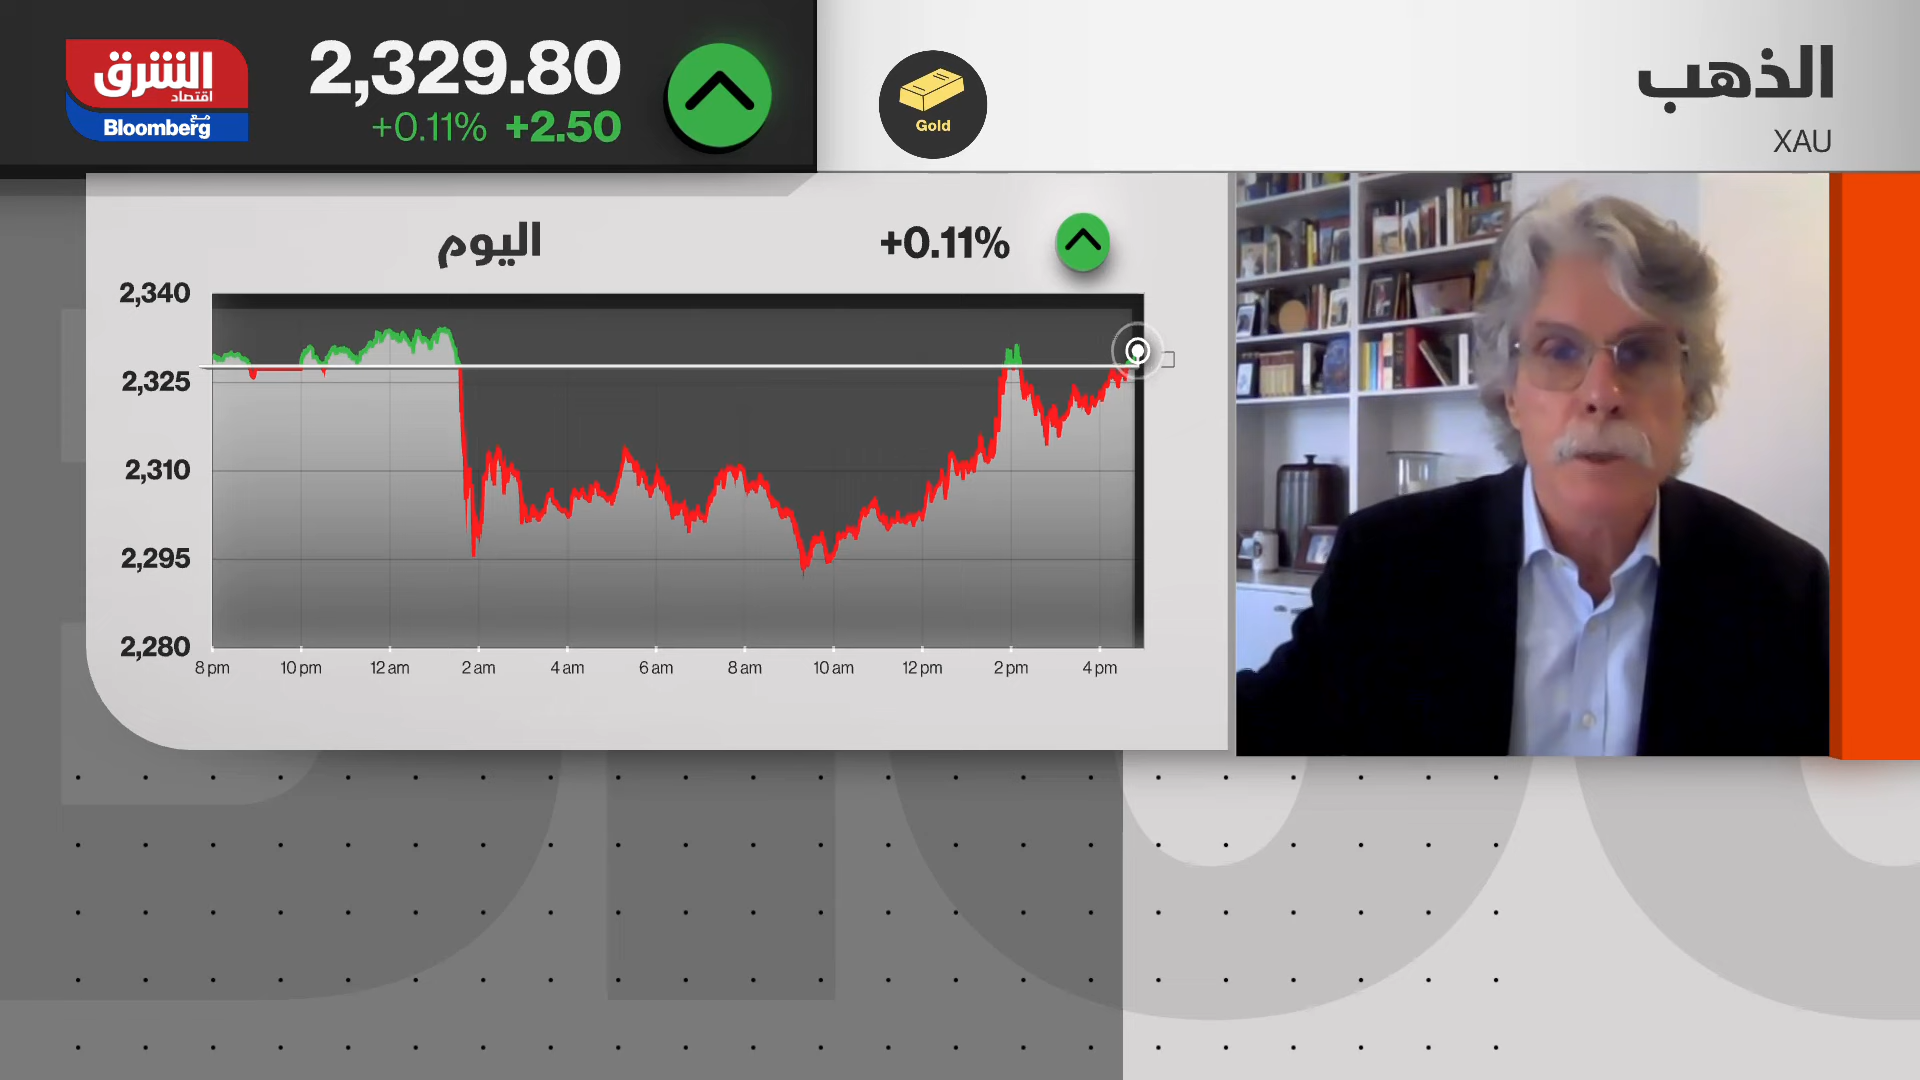 الشرق
اقتصاد
مع
Bloomberg
2,329.80
+0.11% +2.50
Gold
الذهب
XAU
اليوم
+0.11%
2,340
2,325
2,310
2,295
2,280
8 pm 10 pm 12 am 2 am 4 am 6 am 8 am 10 am 12 pm 2 pm 4 pm